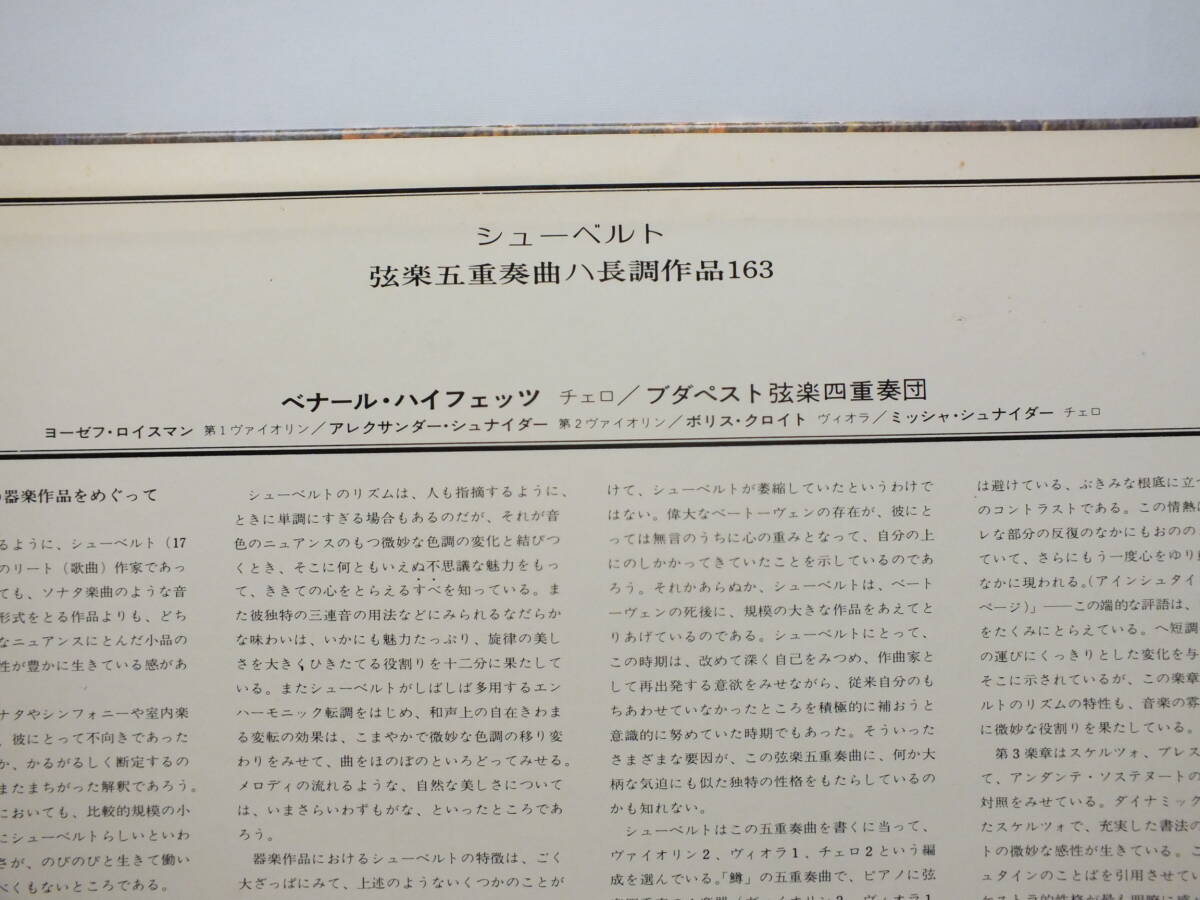 シューベルト
弦楽五重奏曲ハ長調作品163
ベナール・ハイフェッツ チェロ/ブダペスト弦楽四重奏団
ヨーゼフ・ロイスマン 第1ヴァイオリン/アレクサンダー・シュナイダー 第2ヴァイオリン/ボリス・クロイト ヴィオラ/ミッシャ・シュナイダー チェロ
器楽作品をめぐって
るように、シューベルト(17
のリート(歌曲)作家であっ
ても、ソナタ楽曲のような音
形式をとる作品よりも、どち
なニュアンスにとんだ小品の
性が豊かに生きている感があ
ナタやシンフォニーや室内楽
、彼にとって不向きであった
か、かるがるしく断定するの
またまちがった解釈であろう。
においても、比較的規模の小
にシューベルトらしいといわ
さが、のびのびと生きて働い
べくもないところである。
シューベルトのリズムは、人も指摘するように、
ときに単調にすぎる場合もあるのだが、それが音
色のニュアンスのもつ微妙な色調の変化と結びつ
くとき、そこに何ともいえぬ不思議な魅力をもっ
て、ききての心をとらえるすべを知っている。ま
た彼独特の三連音の用法などにみられるなだらか
な味わいは、いかにも魅力たっぷり、旋律の美し
さを大きくひきたてる役割りを十二分に果たして
いる。またシューベルトがしばしば多用するエン
ハーモニック転調をはじめ、和声上の自在きわま
る変転の効果は、こまやかで微妙な色調の移り変
わりをみせて、曲をほのぼのといろどってみせる。
メロディの流れるような、自然な美しさについて
は、いまさらいわずもがな、といったところであ
ろう。
器楽作品におけるシューベルトの特徴は、ごく
大ざっぱにみて、上述のようないくつかのことが
けて、シューベルトが萎縮していたというわけで
はない。偉大なベートーヴェンの存在が、彼にと
っては無言のうちに心の重みとなって、自分の上
にのしかかってきていたことを示しているのであ
ろう。それかあらぬか、シューベルトは、ベート
ーヴェンの死後に、規模の大きな作品をあえてと
りあげているのである。シューベルトにとって、
この時期は、改めて深く自己をみつめ、作曲家と
して再出発する意欲をみせながら、従来自分のも
ちあわせていなかったところを積極的に補おうと
意識的に努めていた時期でもあった。そういった
さまざまな要因が、この弦楽五重奏曲に、何か大
柄な気迫にも似た独特の性格をもたらしているの
かも知れない。
シューベルトはこの五重奏曲を書くに当って、
ヴァイオリン2、ヴィオラ1、チェロ2という編
成を選んでいる。「鱒」の五重奏曲で、ピアノに弦
は避けている、ぶきみな根底に立
のコントラストである。この情熱
レな部分の反復のなかにもおのの
ていて、さらにもう一度心をゆり
なかに現われる。(アインシュタイ
ページ)」――この端的な評語は、
をたくみにとらえている。ヘ短調
の運びにくっきりとした変化を与
そこに示されているが、この楽章
ルトのリズムの特性も、音楽の雰
に微妙な役割りを果たしている。
第3楽章はスケルツォ、プレス
て、アンダンテ・ソステヌートの
対照をみせている。ダイナミック
たスケルツォで、充実した書法の
トの微妙な感性が生きている。こ
ュタインのことばを引用させてい